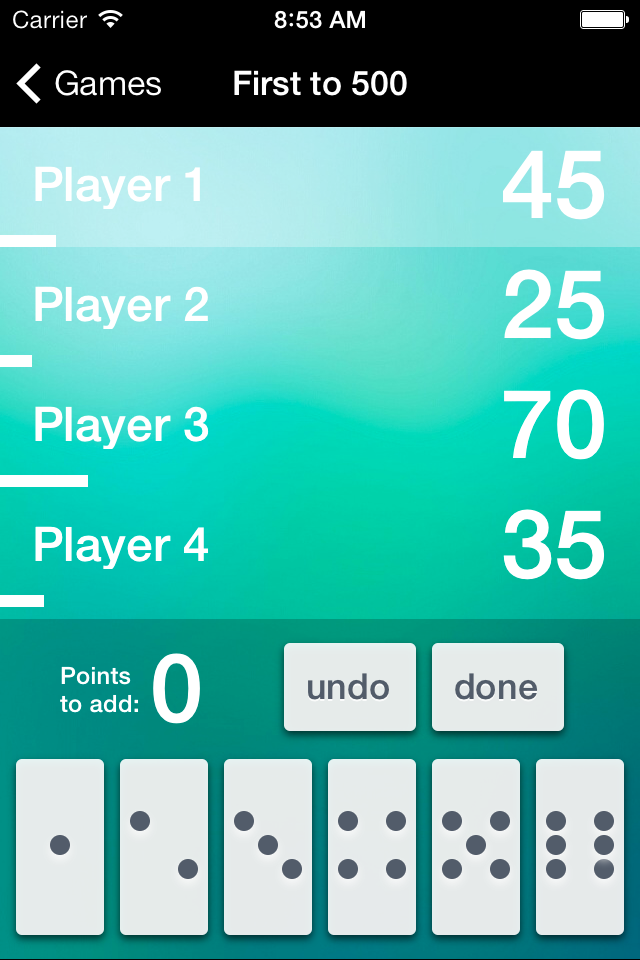 Carrier 8:53 AM
Games First to 500
Player 1 45
Player 2 25
Player 3 70
Player 4 35
Points
to add: 0 undo done